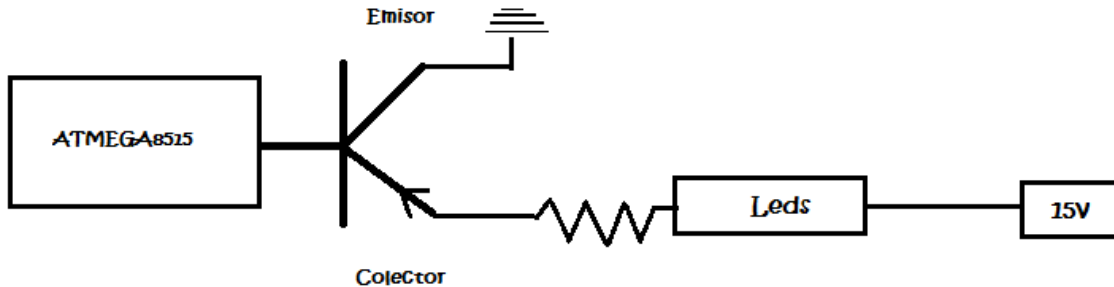 Emisor
ATMEGA8515
Leds
15V
Colector